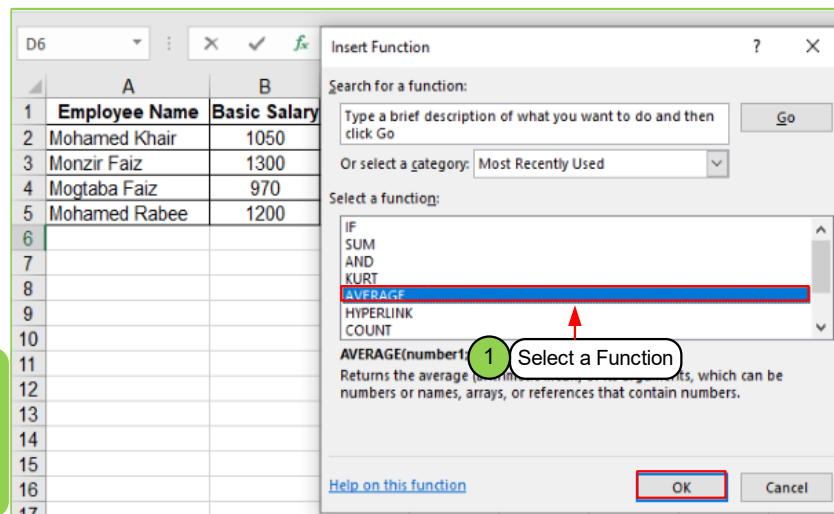 D6
fx
Insert Function
?
Search for a function:
Type a brief description of what you want to do and then
click Go
Go
Or select a category: Most Recently Used
Select a function:
IF
SUM
AND
KURT
AVERAGE
HYPERLINK
COUNT
AVERAGE(number1;
1
Select a Function
Returns the average
arguments, which can be
numbers or names, arrays, or references that contain numbers.
Help on this function
OK
Cancel
A B
1 Employee Name Basic Salary
2 Mohamed Khair 1050
3 Monzir Faiz 1300
4 Mogtaba Faiz 970
5 Mohamed Rabee 1200
6
7
8
9
10
11
12
13
14
15
16
17